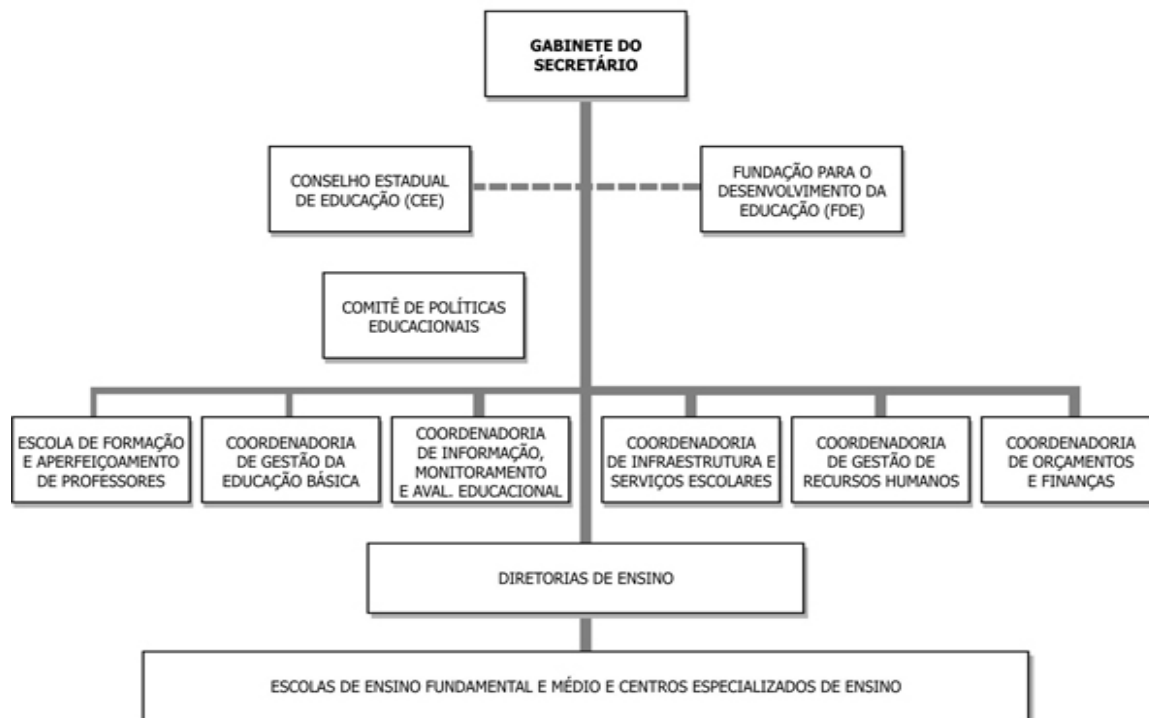 GABINETE DO
SECRETÁRIO
CONSELHO ESTADUAL
DE EDUCAÇÃO (CEE)
FUNDAÇÃO PARA O
DESENVOLVIMENTO DA
EDUCAÇÃO (FDE)
COMITÊ DE POLÍTICAS
EDUCACIONAIS
ESCOLA DE FORMAÇÃO
E APERFEIÇOAMENTO
DE PROFESSORES
COORDENADORIA
DE GESTÃO DA
EDUCAÇÃO BÁSICA
COORDENADORIA
DE INFORMAÇÃO,
MONITORAMENTO
E AVAL. EDUCACIONAL
COORDENADORIA
DE INFRAESTRUTURA E
SERVIÇOS ESCOLARES
COORDENADORIA
DE GESTÃO DE
RECURSOS HUMANOS
COORDENADORIA
DE ORÇAMENTOS
E FINANÇAS
DIRETORIAS DE ENSINO
ESCOLAS DE ENSINO FUNDAMENTAL E MÉDIO E CENTROS ESPECIALIZADOS DE ENSINO